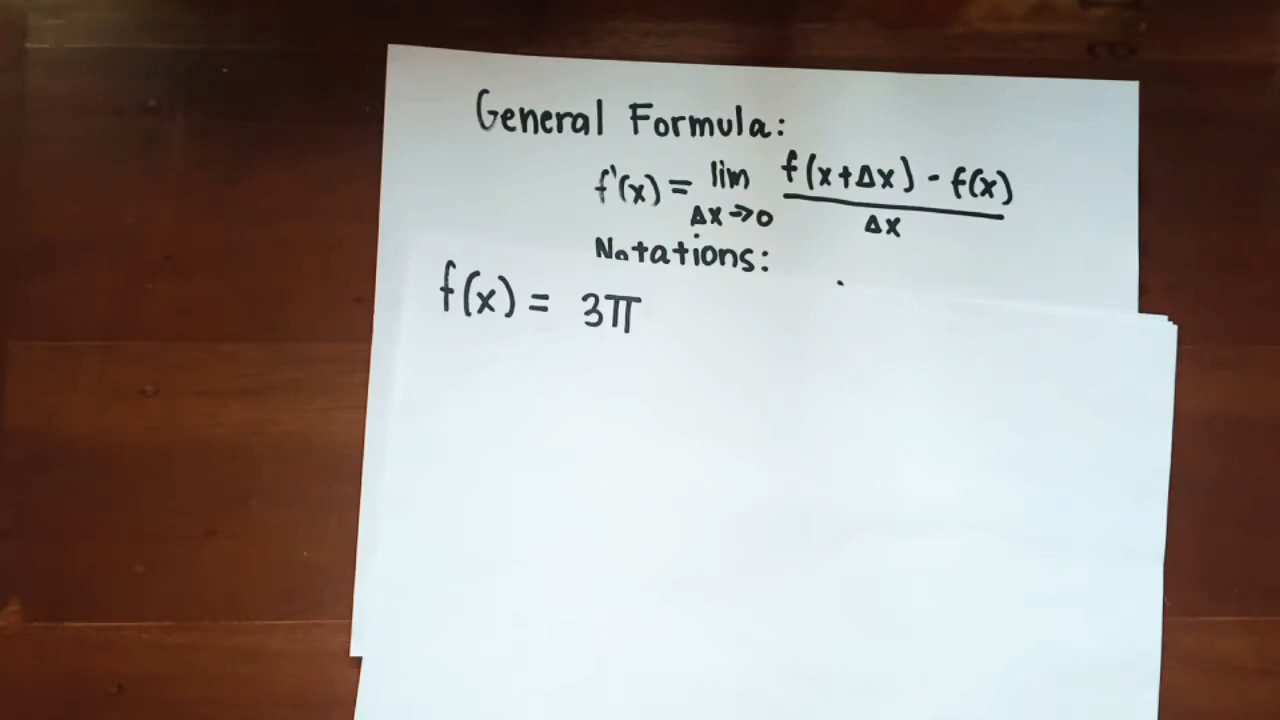 General Formula:
f'(x) = lim f(x+Δx) - f(x)
Δx→0 Δx
Notations:
f(x) = 3π